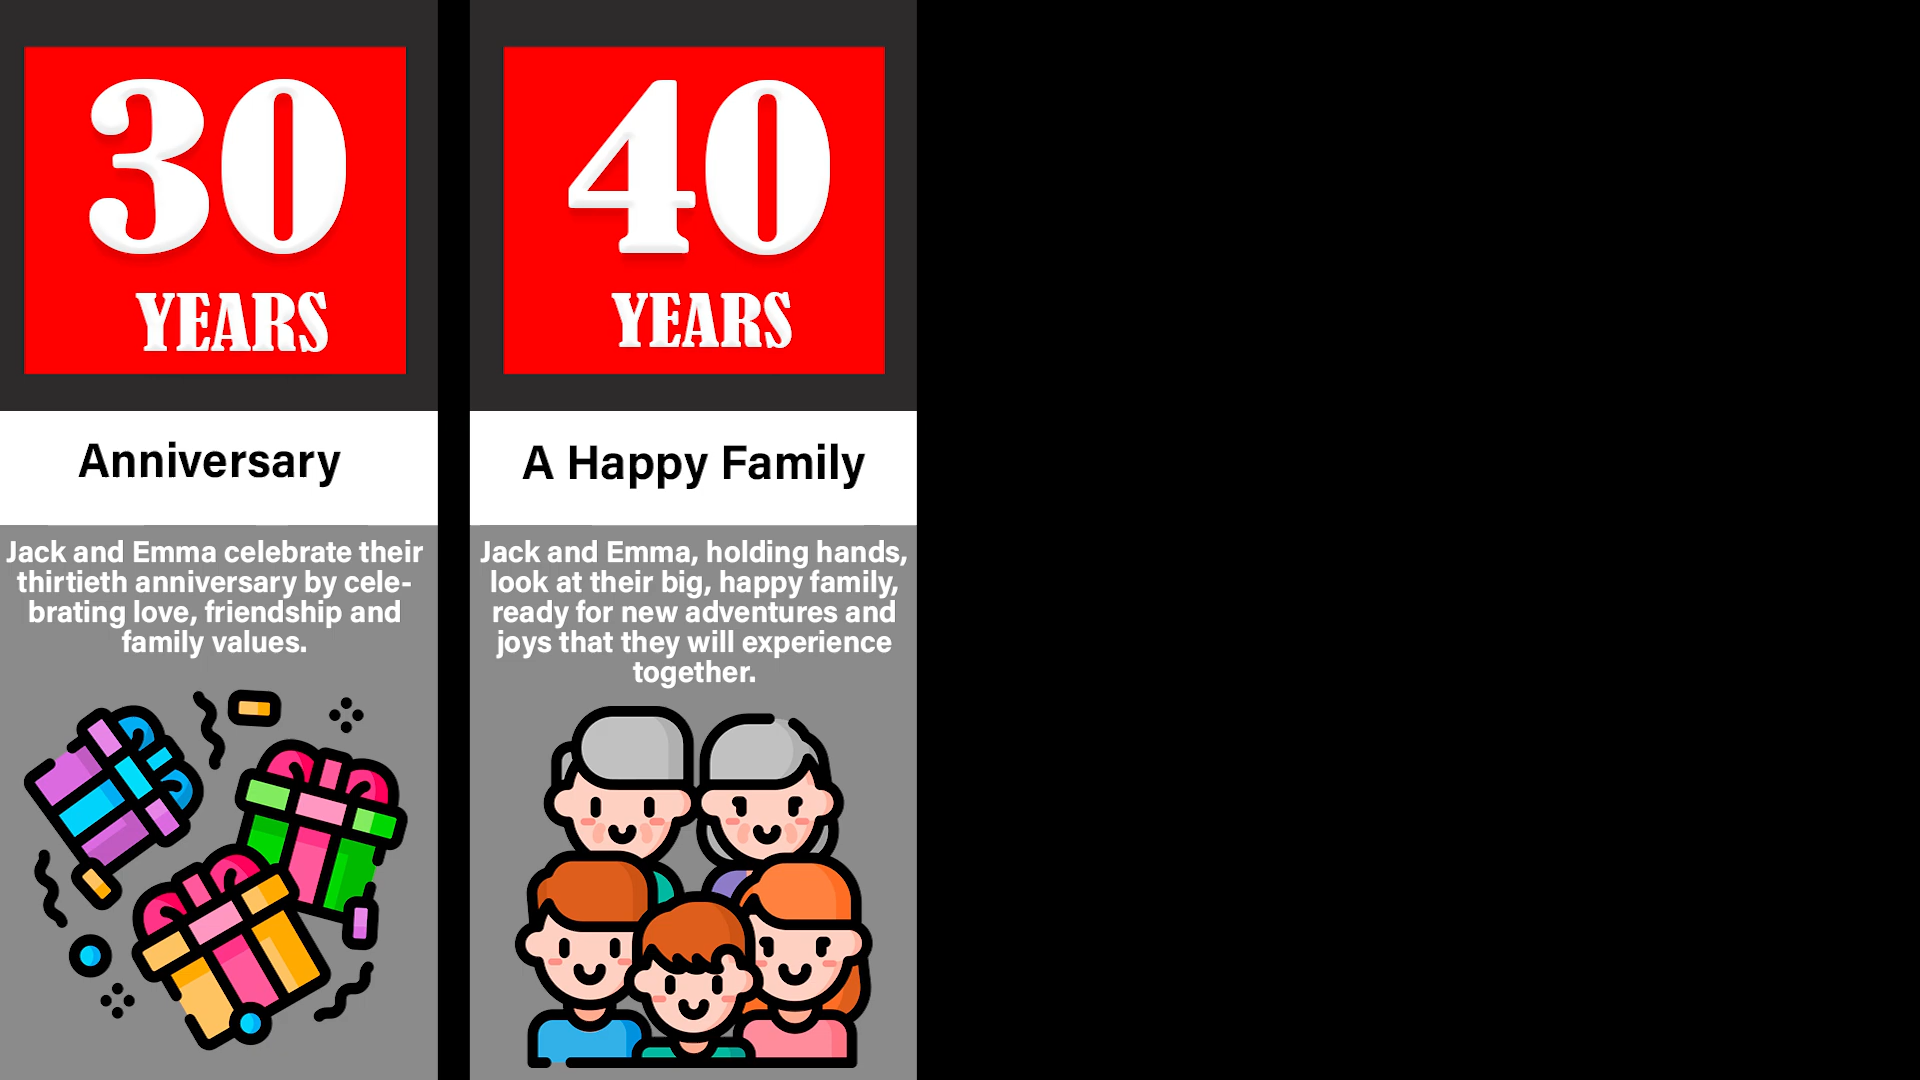 30
YEARS
Anniversary
Jack and Emma celebrate their
thirtieth anniversary by cele-
brating love, friendship and
family values.
40
YEARS
A Happy Family
Jack and Emma, holding hands,
look at their big, happy family,
ready for new adventures and
joys that they will experience
together.